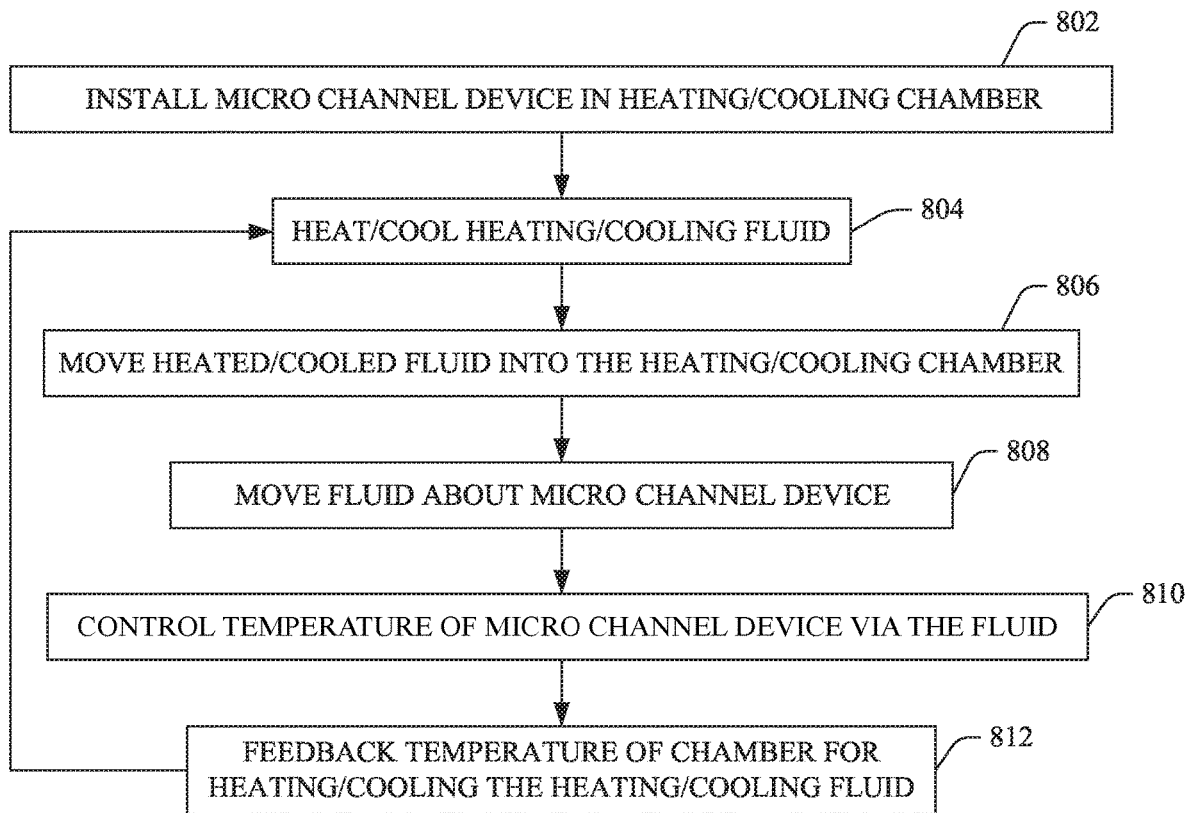 802
INSTALL MICRO CHANNEL DEVICE IN HEATING/COOLING CHAMBER
804
HEAT/COOL HEATING/COOLING FLUID
806
MOVE HEATED/COOLED FLUID INTO THE HEATING/COOLING CHAMBER
808
MOVE FLUID ABOUT MICRO CHANNEL DEVICE
810
CONTROL TEMPERATURE OF MICRO CHANNEL DEVICE VIA THE FLUID
812
FEEDBACK TEMPERATURE OF CHAMBER FOR
HEATING/COOLING THE HEATING/COOLING FLUID